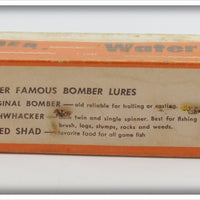 Water
ER FAMOUS BOMBER LURES
GINAL BOMBER — old reliable for trolling or casting.
HWHACKER — twin and single spinner. Best for fishing
brush, logs, stumps, rocks and weeds.
ED SHAD — favorite food for all game fish